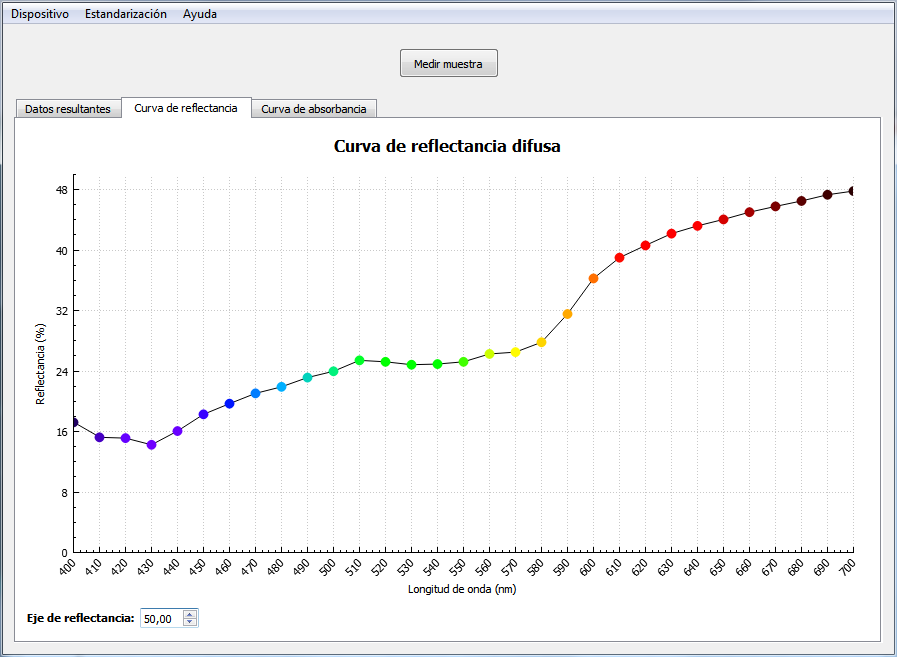 Dispositivo Estandarización Ayuda
Medir muestra
Datos resultantes Curva de reflectancia Curva de absorbancia
Curva de reflectancia difusa
48
40
32
24
16
8
0
Reflectancia (%)
400 410 420 430 440 450 460 470 480 490 500 510 520 530 540 550 560 570 580 590 600 610 620 630 640 650 660 670 680 690 700
Longitud de onda (nm)
Eje de reflectancia: 50,00